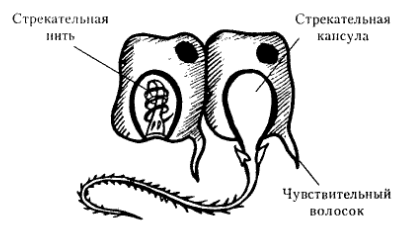 Стрекательная
нить
Стрекательная
капсула
Чувствительный
волосок